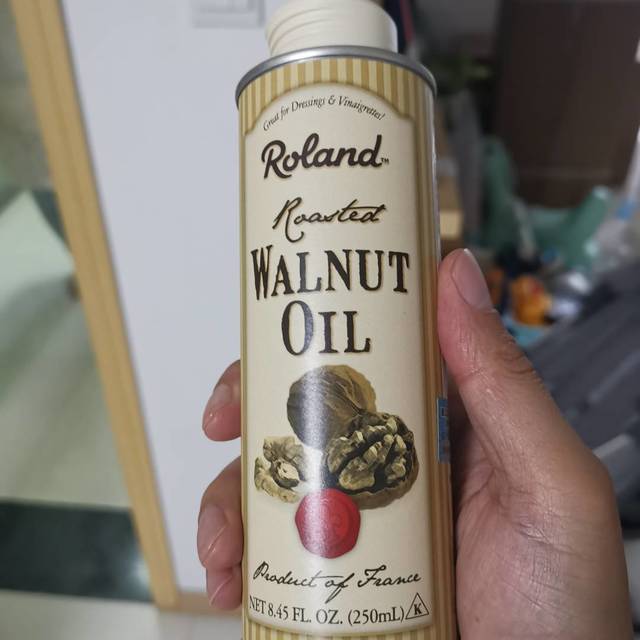 Great for Dressings & Vinaigrettes!
Roland™
Roasted
WALNUT
OIL
Product of France
NET 8.45 FL. OZ. (250mL) K